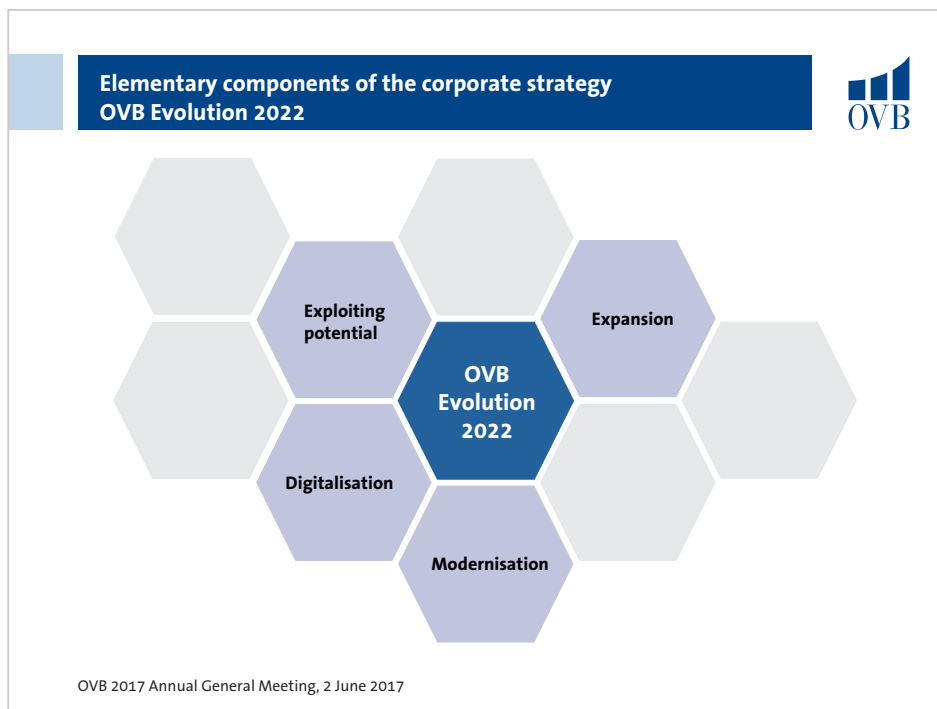 Elementary components of the corporate strategy
OVB Evolution 2022
OVB
Exploiting
potential
Expansion
OVB
Evolution
2022
Digitalisation
Modernisation
OVB 2017 Annual General Meeting, 2 June 2017